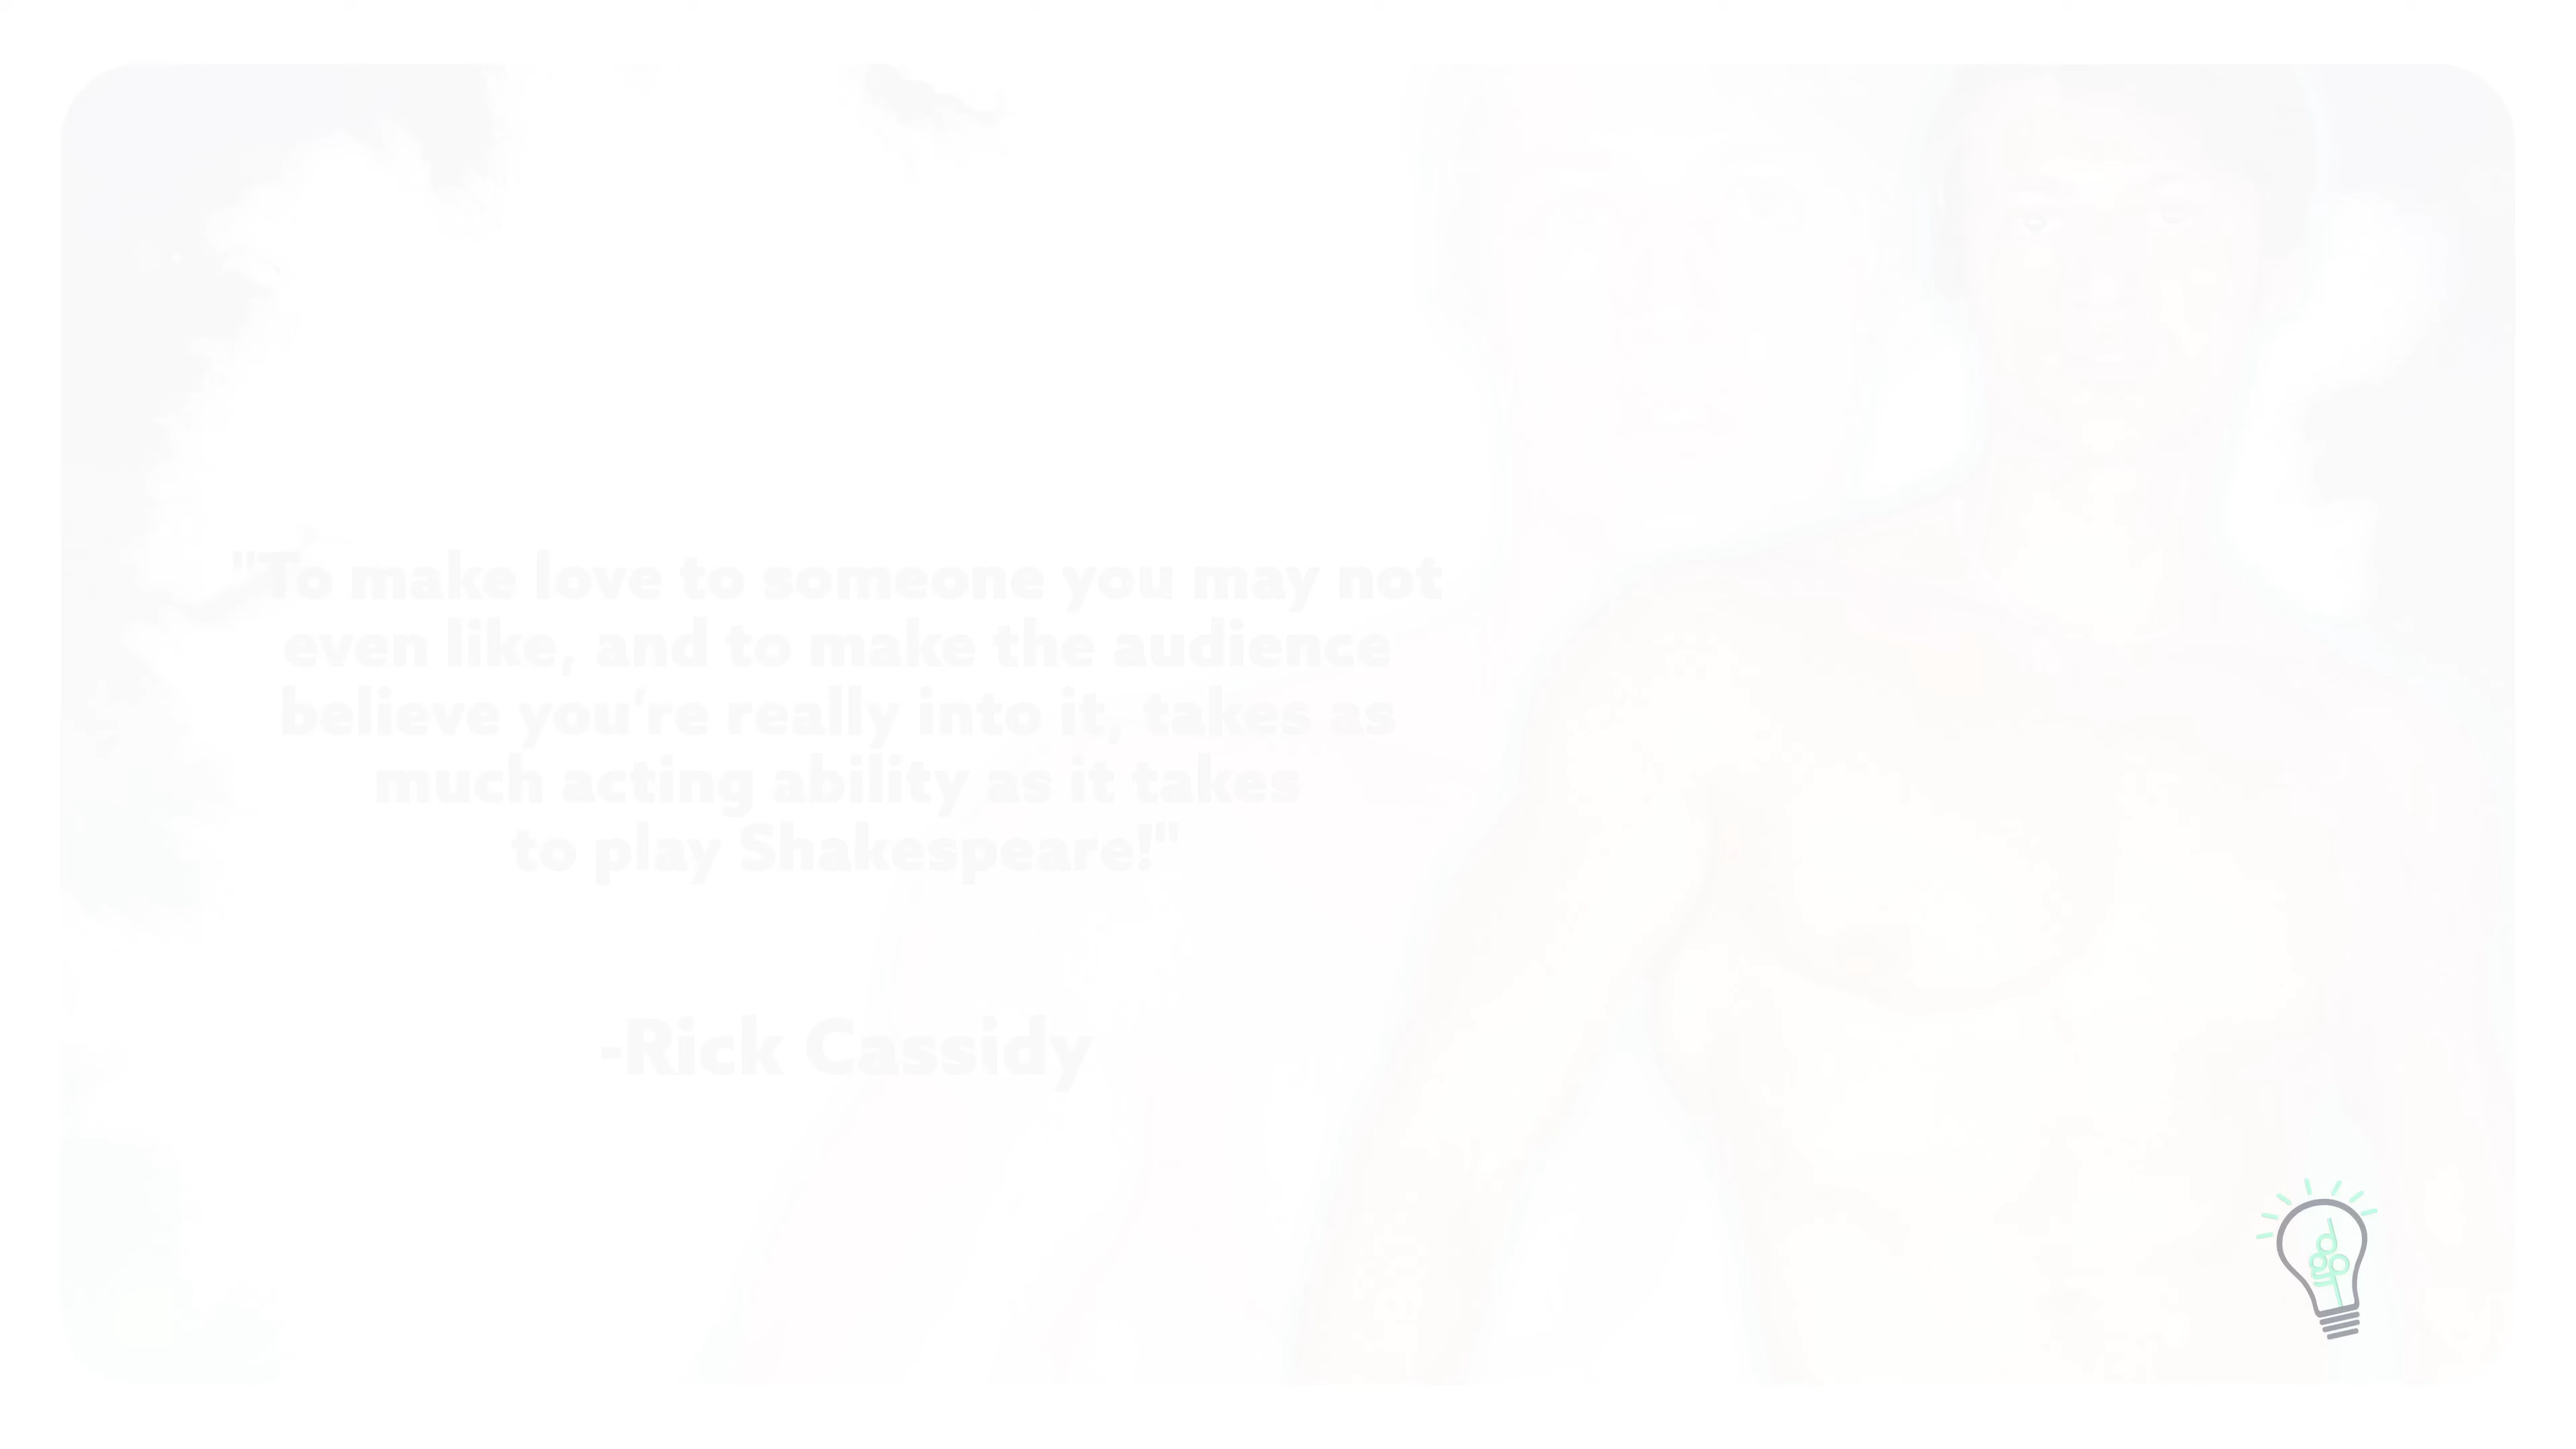 "To make love to someone you may not
even like, and to make the audience
believe you're really into it, takes as
much acting ability as it takes
to play Shakespeare!"
-Rick Cassidy